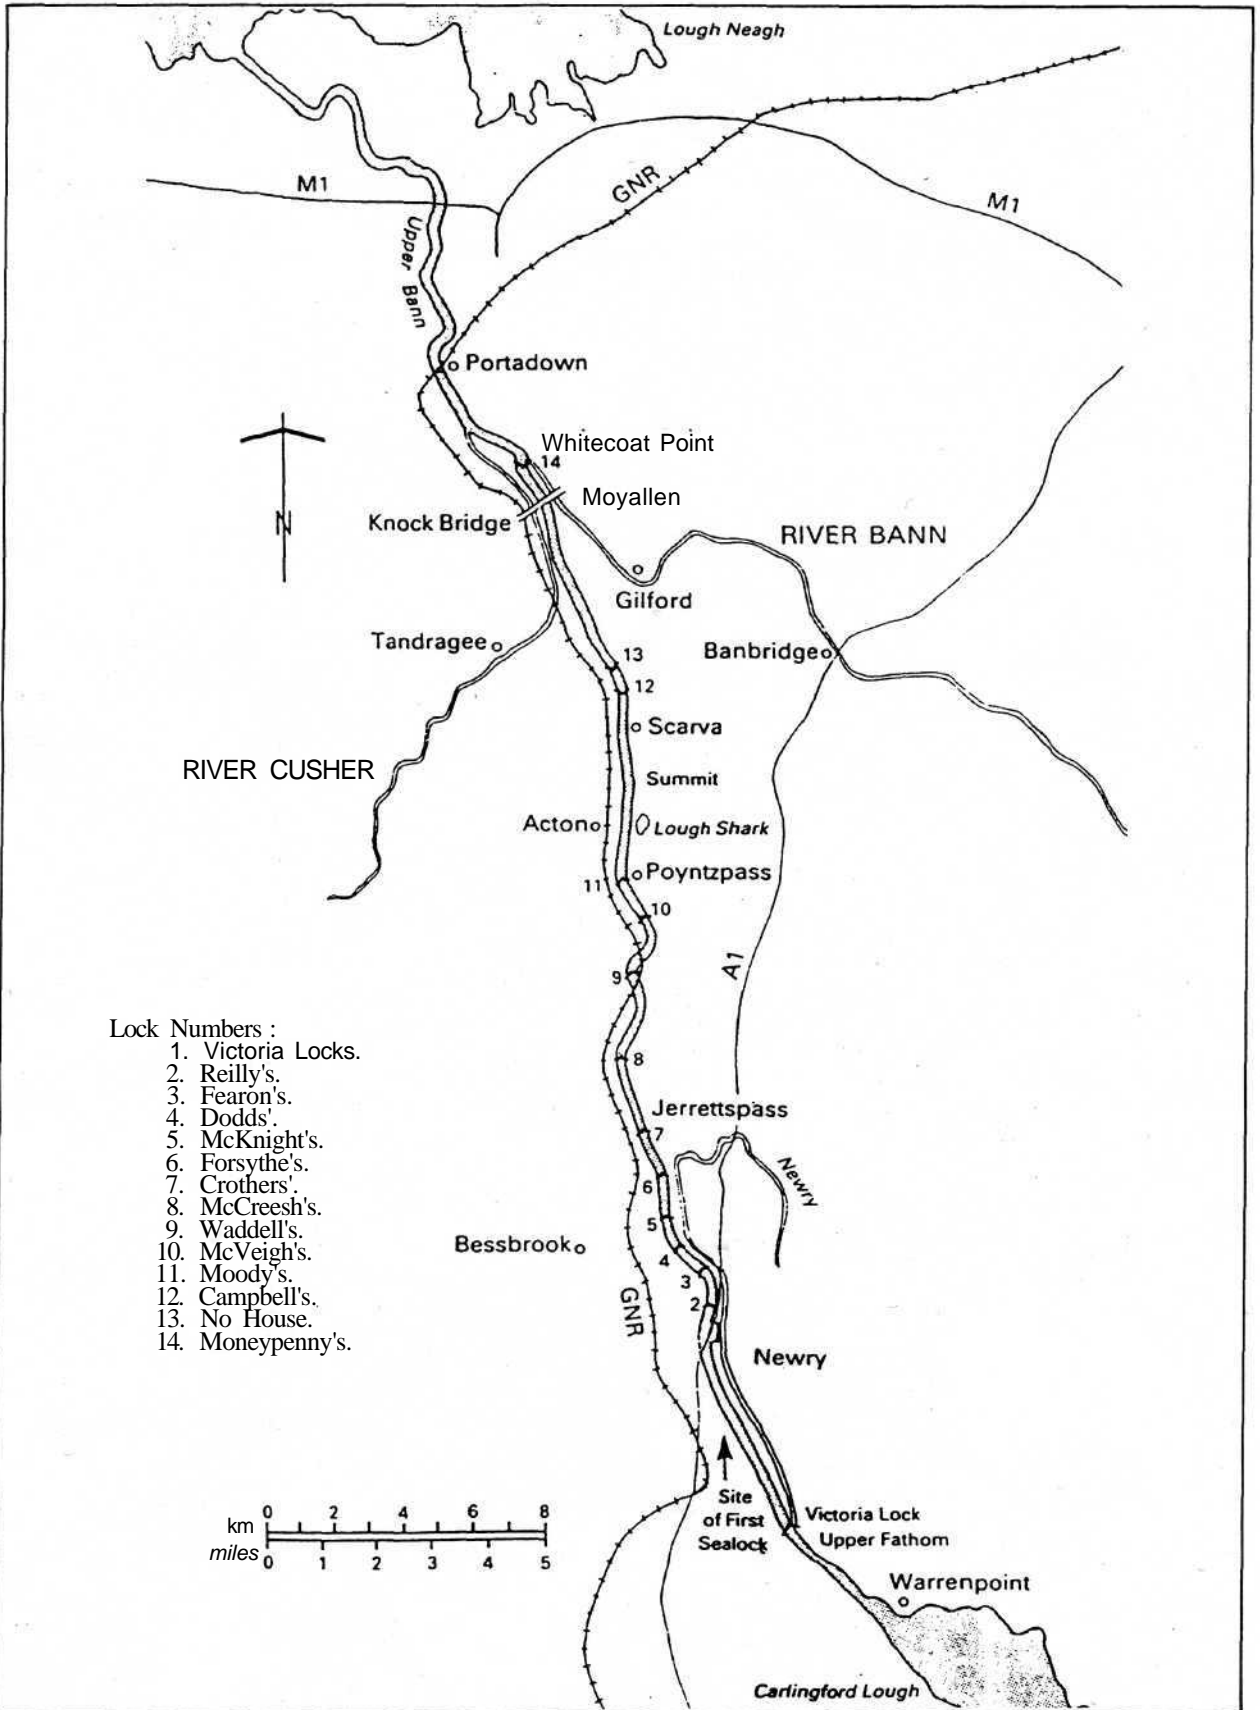 Lough Neagh
M1
GNR
M1
Upper Bann
Portadown
Whitecoat Point
14
Moyallen
Knock Bridge
N
RIVER BANN
Gilford
Tandragee
13
Banbridge
12
Scarva
RIVER CUSHER
Summit
Acton
Lough Shark
Poyntzpass
11
10
A1
9
8
Lock Numbers :
1. Victoria Locks.
2. Reilly's.
3. Fearon's.
4. Dodds'.
5. McKnight's.
6. Forsythe's.
7. Crothers'.
8. McCreesh's.
9. Waddell's.
10. McVeigh's.
11. Moody's.
12. Campbell's.
13. No House.
14. Moneypenny's.
Jerrettspass
7
Newry
6
5
Bessbrook
4
3
2
GNR
Newry
Site
of First
Sealock
Victoria Lock
Upper Fathom
km 0 2 4 6 8
miles 0 1 2 3 4 5
Warrenpoint
Carlingford Lough